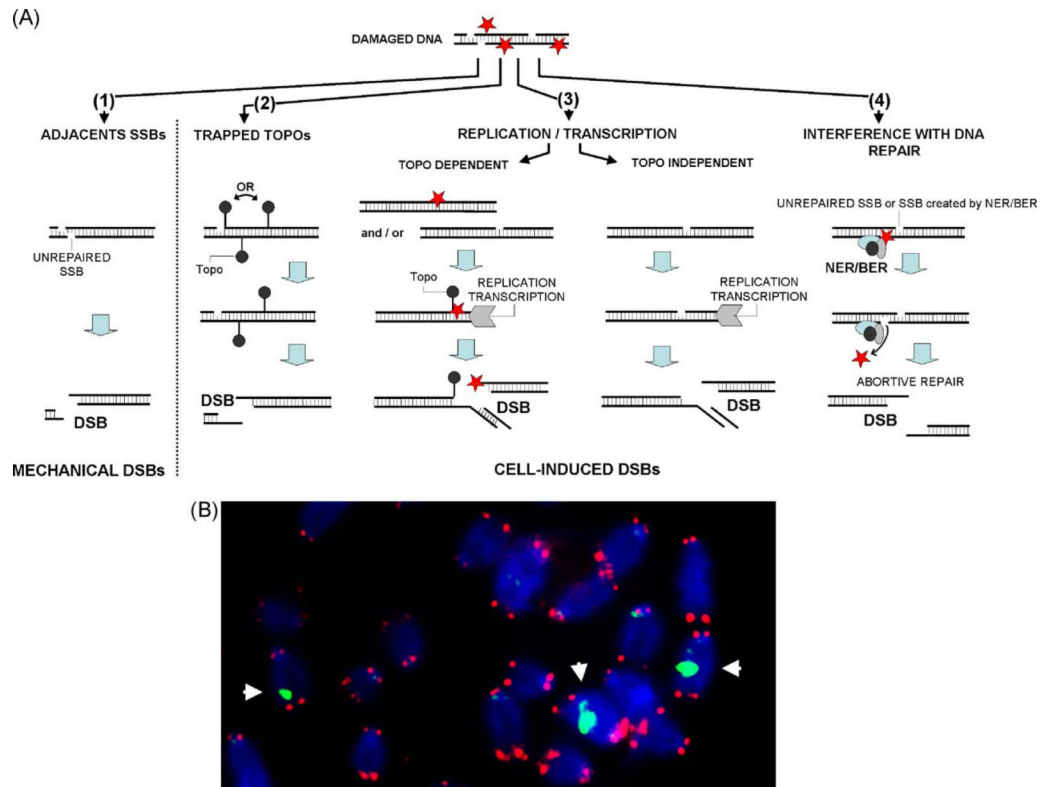 (A)
DAMAGED DNA
(1)
(2)
(3)
(4)
ADJACENTS SSBs
TRAPPED TOPOs
REPLICATION / TRANSCRIPTION
INTERFERENCE WITH DNA
REPAIR
TOPO DEPENDENT
TOPO INDEPENDENT
OR
UNREPAIRED SSB or SSB created by NER/BER
and / or
UNREPAIRED
SSB
Topo
NER/BER
Topo
REPLICATION
TRANSCRIPTION
REPLICATION
TRANSCRIPTION
ABORTIVE REPAIR
DSB
DSB
DSB
DSB
DSB
MECHANICAL DSBs
CELL-INDUCED DSBs
(B)